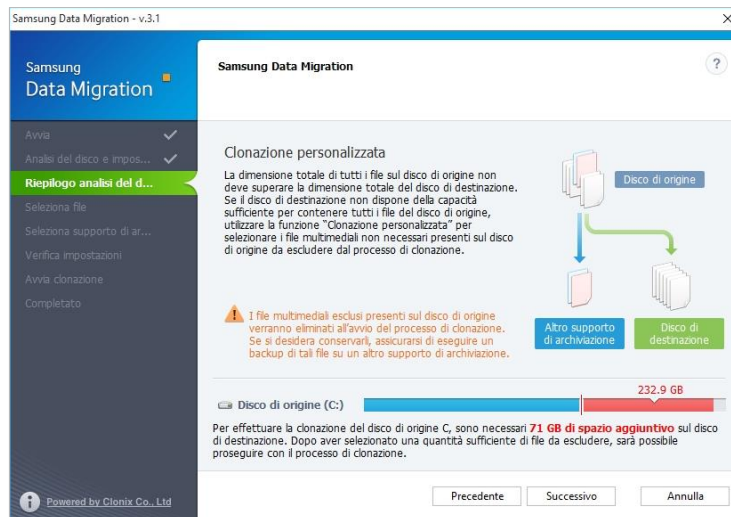 Samsung Data Migration - v.3.1
Samsung
Data Migration
Samsung Data Migration
?
Avvia
Analisi del disco e impos...
Riepilogo analisi del d...
Seleziona file
Seleziona supporto di ar...
Verifica impostazioni
Avvia clonazione
Completato
Clonazione personalizzata
La dimensione totale di tutti i file sul disco di origine non
deve superare la dimensione totale del disco di destinazione.
Se il disco di destinazione non dispone della capacità
sufficiente per contenere tutti i file del disco di origine,
utilizzare la funzione "Clonazione personalizzata" per
selezionare i file multimediali non necessari presenti sul disco
di origine da escludere dal processo di clonazione.
Disco di origine
I file multimediali esclusi presenti sul disco di origine
verranno eliminati all'avvio del processo di clonazione.
Se si desidera conservarli, assicurarsi di eseguire un
backup di tali file su un altro supporto di archiviazione.
Altro supporto
di archiviazione
Disco di
destinazione
232.9 GB
Disco di origine (C:)
Per effettuare la clonazione del disco di origine C, sono necessari 71 GB di spazio aggiuntivo sul disco
di destinazione. Dopo aver selezionato una quantità sufficiente di file da escludere, sarà possibile
proseguire con il processo di clonazione.
Powered by Clonix Co., Ltd
Precedente
Successivo
Annulla